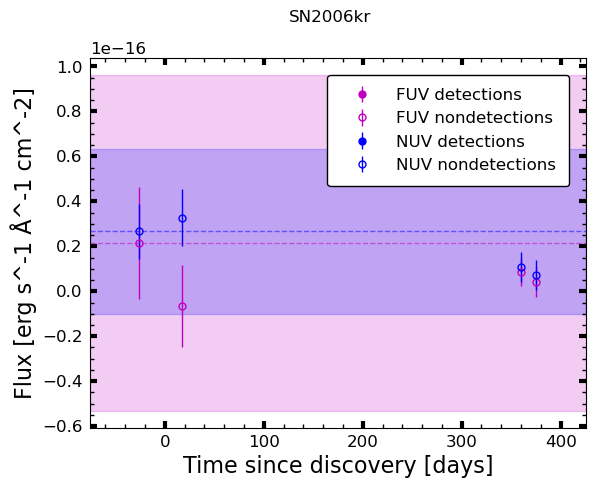 SN2006kr
1e−16
1.0
0.8
0.6
0.4
0.2
0.0
−0.2
−0.4
−0.6
Flux [erg s^-1 Å^-1 cm^-2]
FUV detections
FUV nondetections
NUV detections
NUV nondetections
0 100 200 300 400
Time since discovery [days]